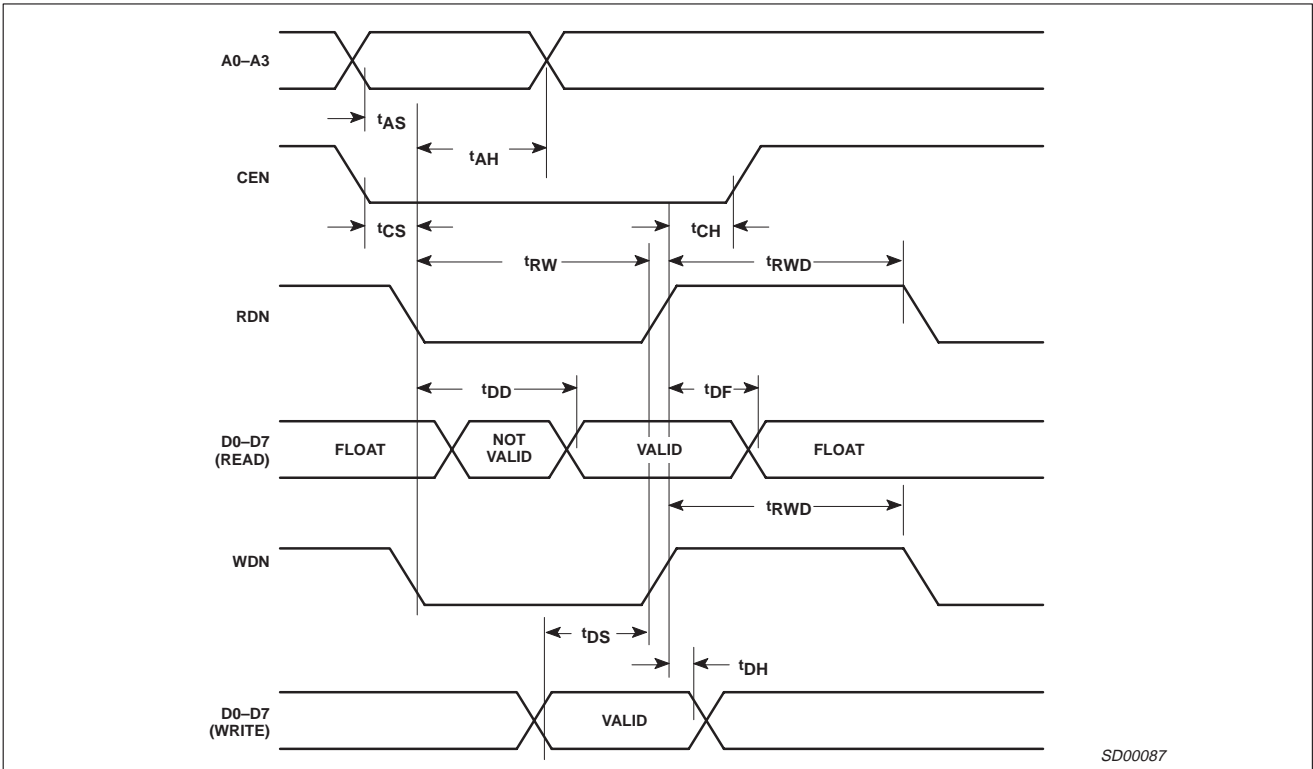 A0–A3
tAS
tAH
CEN
tCS
tCH
tRW
tRWD
RDN
tDD
tDF
D0–D7
(READ)
FLOAT
NOT
VALID
VALID
FLOAT
tRWD
WDN
tDS
tDH
D0–D7
(WRITE)
VALID
SD00087